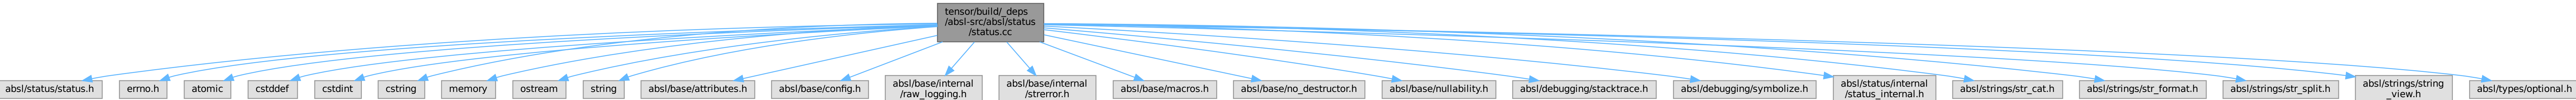 tensor/build/_deps
/absl-src/absl/status
/status.cc
absl/status/status.h
errno.h
atomic
cstddef
cstdint
cstring
memory
ostream
string
absl/base/attributes.h
absl/base/config.h
absl/base/internal
/raw_logging.h
absl/base/internal
/strerror.h
absl/base/macros.h
absl/base/no_destructor.h
absl/base/nullability.h
absl/debugging/stacktrace.h
absl/debugging/symbolize.h
absl/status/internal
/status_internal.h
absl/strings/str_cat.h
absl/strings/str_format.h
absl/strings/str_split.h
absl/strings/string
_view.h
absl/types/optional.h